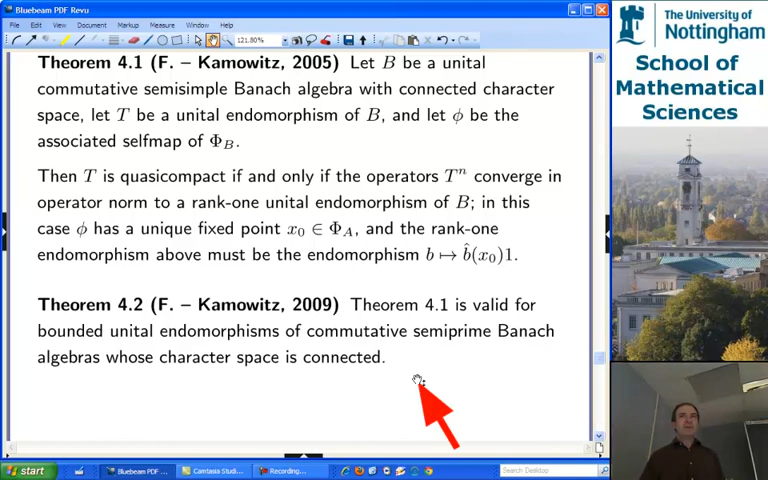 Bluebeam PDF Revu
File Edit View Document Markup Measure Window Help
121.80%
Theorem 4.1 (F. – Kamowitz, 2005) Let B be a unital
commutative semisimple Banach algebra with connected character
space, let T be a unital endomorphism of B, and let ϕ be the
associated selfmap of Φ_B.
Then T is quasicompact if and only if the operators Tⁿ converge in
operator norm to a rank-one unital endomorphism of B; in this
case ϕ has a unique fixed point x₀ ∈ Φ_A, and the rank-one
endomorphism above must be the endomorphism b ↦ b̂(x₀)1.
Theorem 4.2 (F. – Kamowitz, 2009) Theorem 4.1 is valid for
bounded unital endomorphisms of commutative semiprime Banach
algebras whose character space is connected.
start Bluebeam PDF ... Camtasia Studi... Recording... Search Desktop
The University of
Nottingham
School of
Mathematical
Sciences